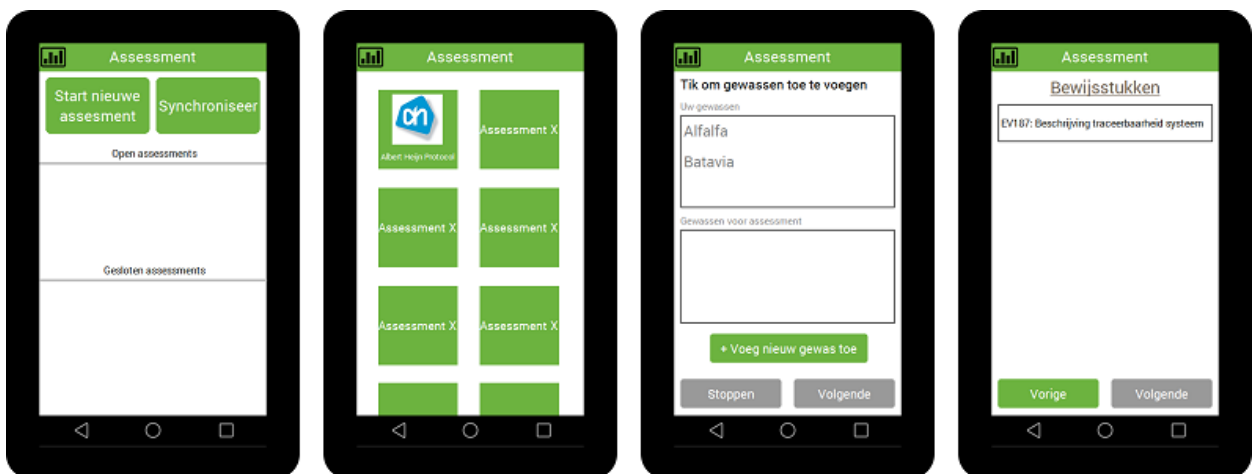 Assessment
Start nieuwe
assesment
Synchroniseer
Open assessments
Gesloten assessments
Assessment
ah
Albert Heijn Protocol
Assessment X
Assessment X
Assessment X
Assessment X
Assessment X
Assessment
Tik om gewassen toe te voegen
Uw gewassen
Alfalfa
Batavia
Gewassen voor assessment
+ Voeg nieuw gewas toe
Stoppen
Volgende
Assessment
Bewijsstukken
EV187: Beschrijving traceerbaarheid systeem
Vorige
Volgende